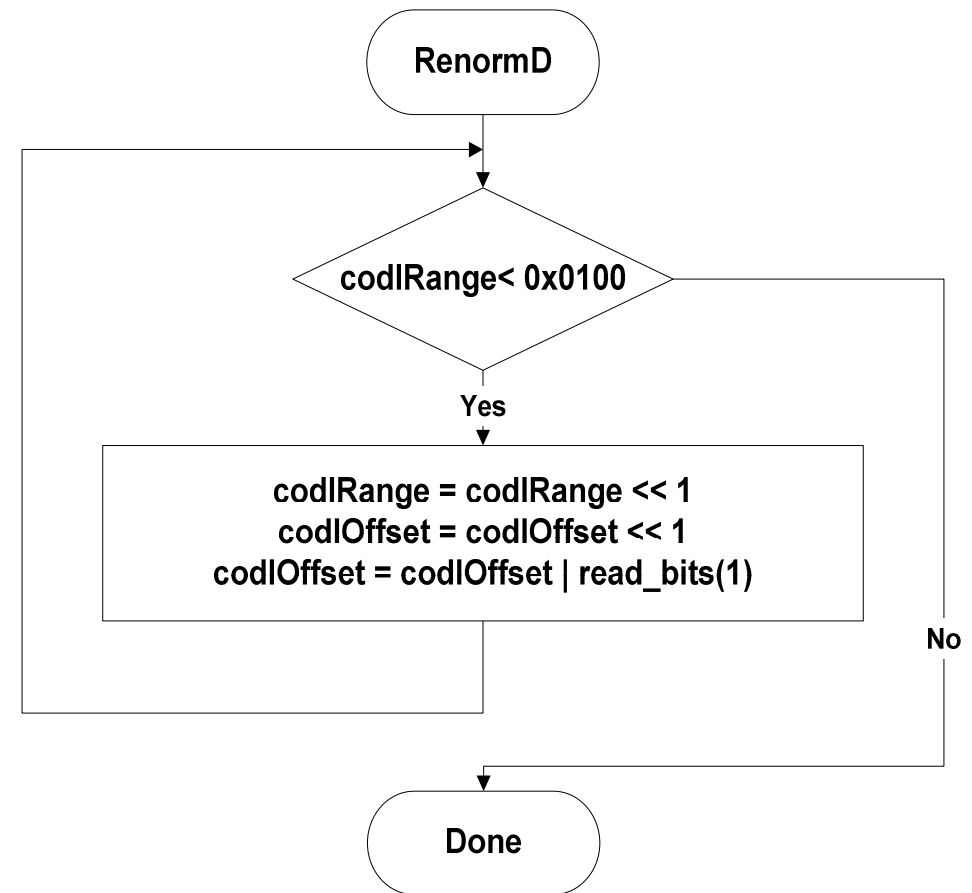 RenormD
codIRange< 0x0100
Yes
codIRange = codIRange << 1
codIOffset = codIOffset << 1
codIOffset = codIOffset | read_bits(1)
No
Done